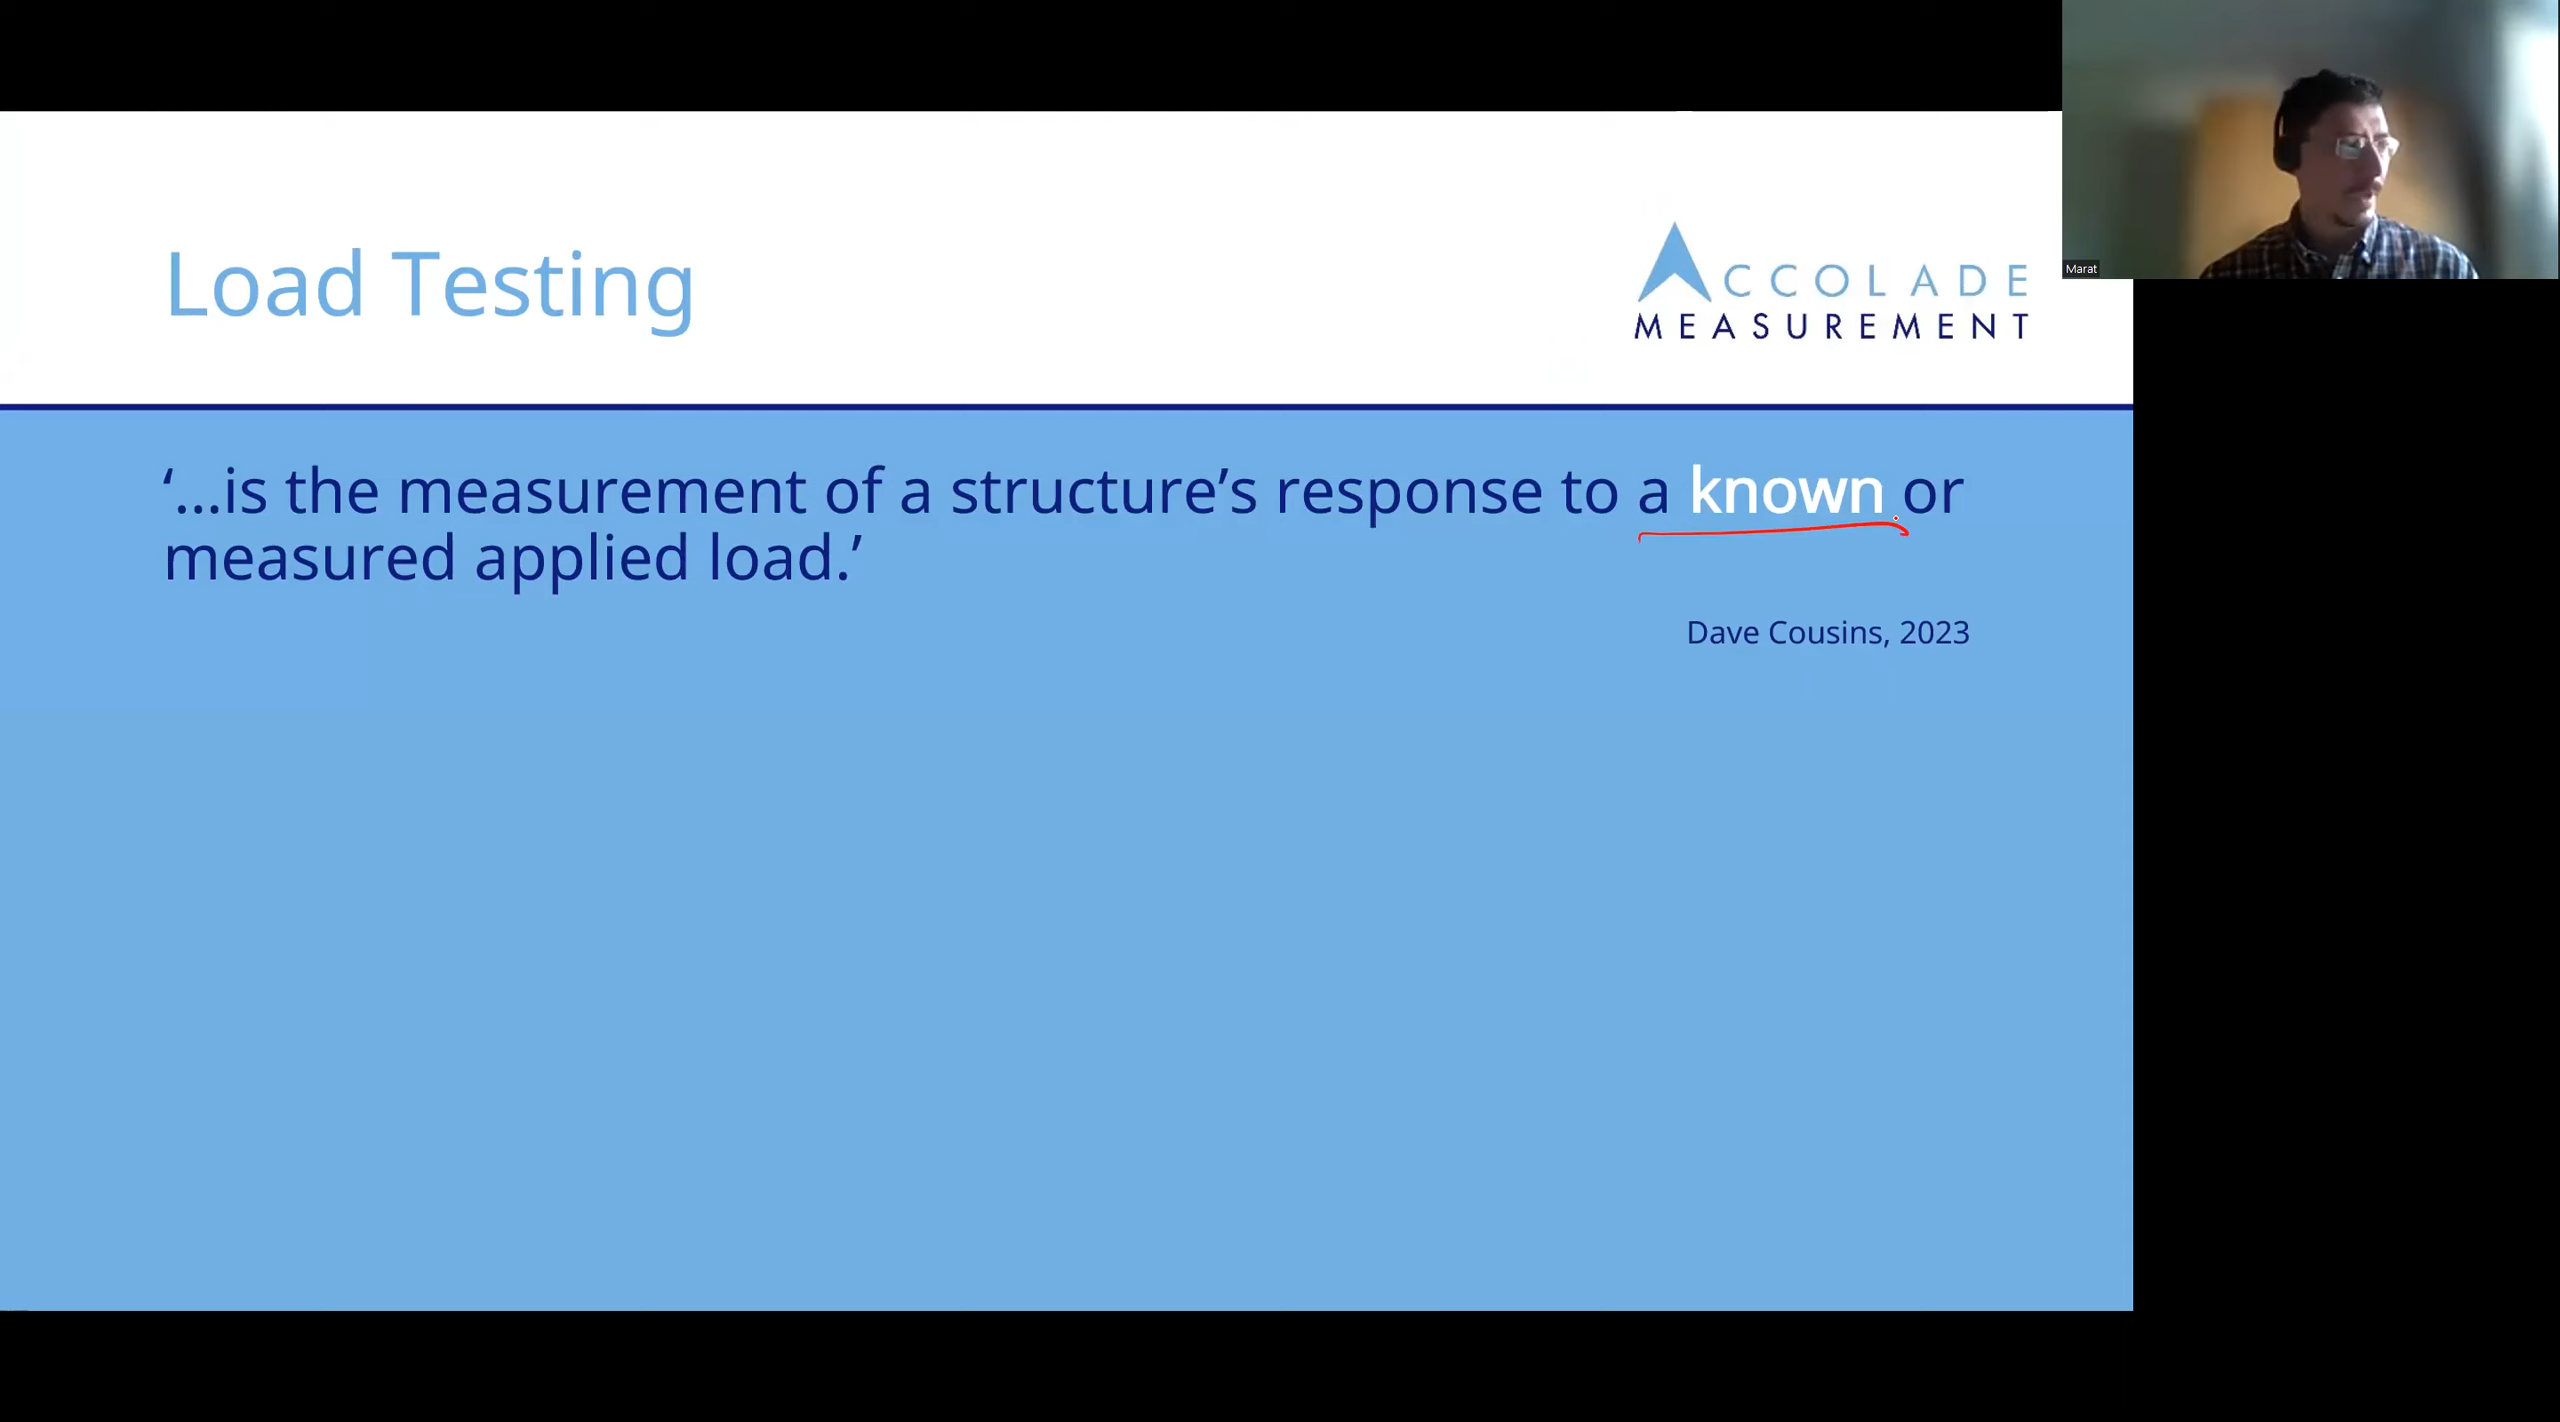 Load Testing
ACCOLADE
MEASUREMENT
Marat
‘...is the measurement of a structure’s response to a known or
measured applied load.’
Dave Cousins, 2023